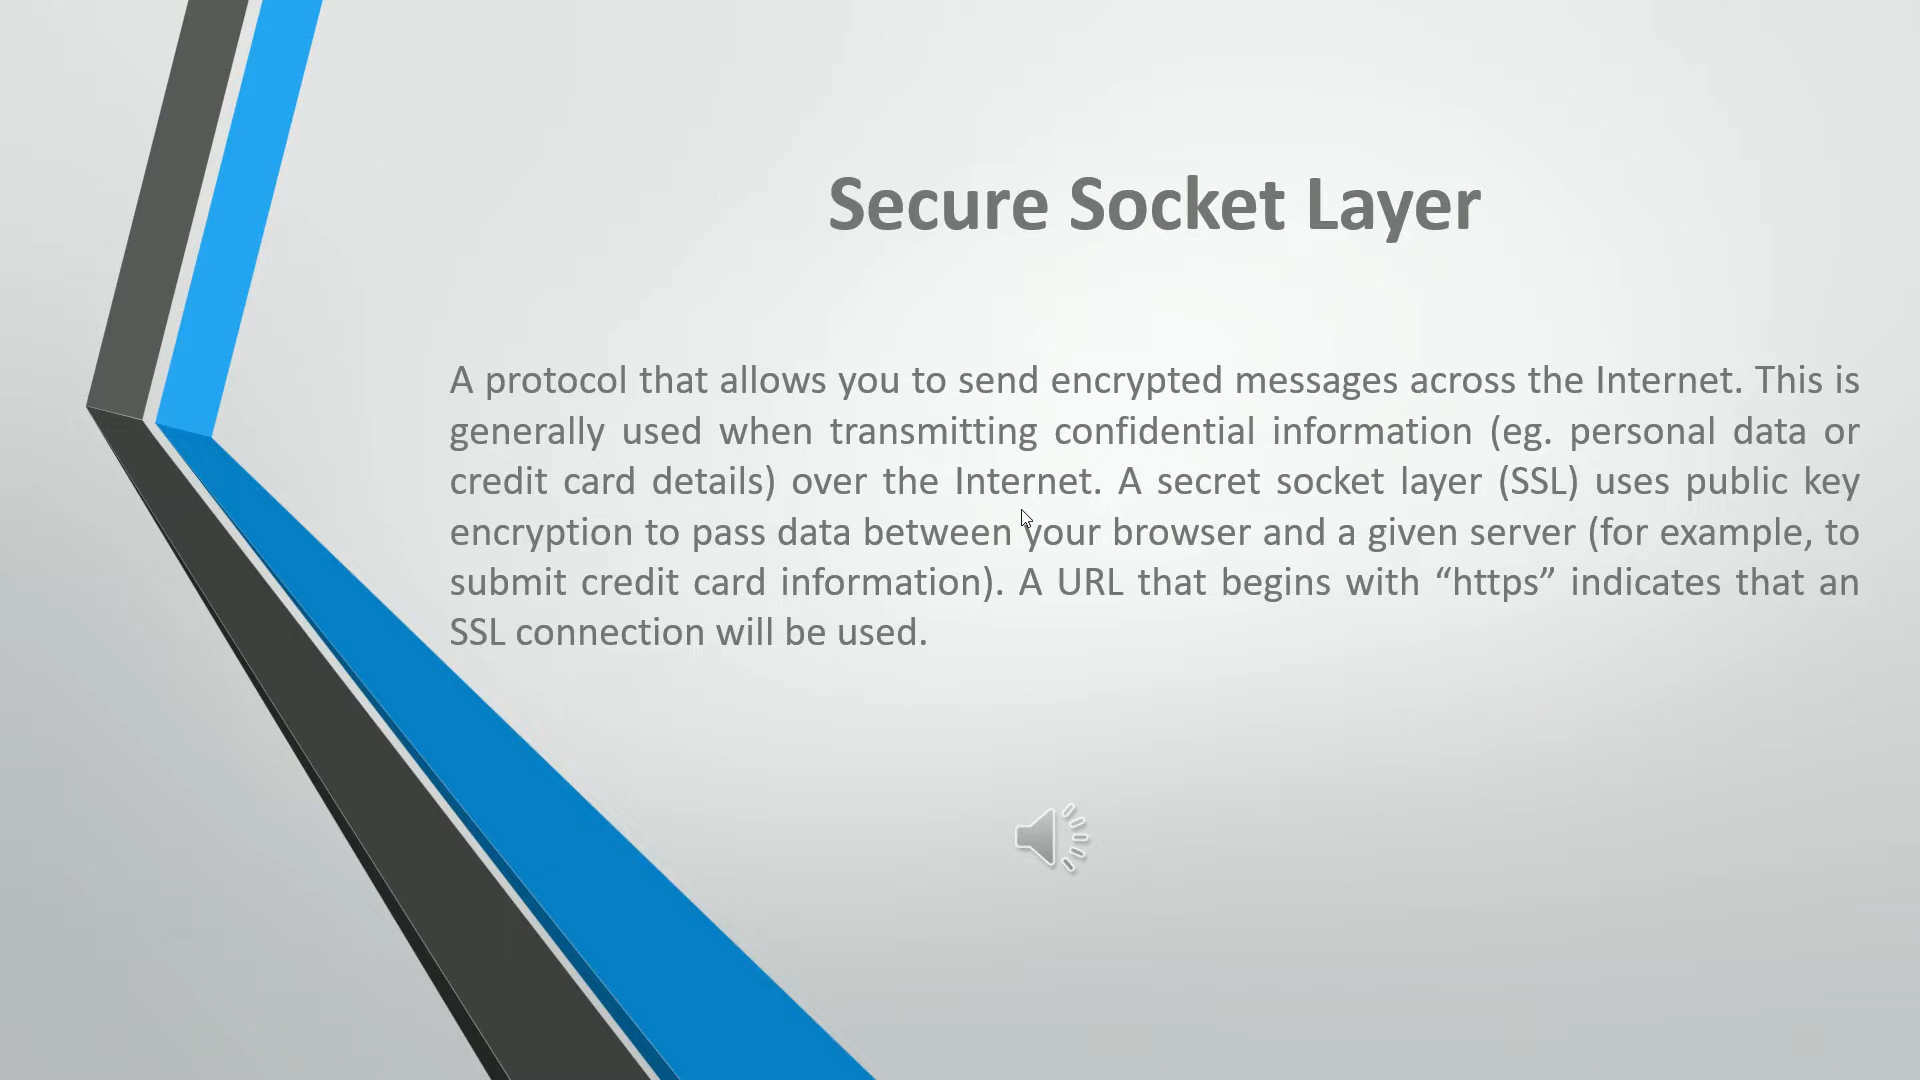 Secure Socket Layer
A protocol that allows you to send encrypted messages across the Internet. This is
generally used when transmitting confidential information (eg. personal data or
credit card details) over the Internet. A secret socket layer (SSL) uses public key
encryption to pass data between your browser and a given server (for example, to
submit credit card information). A URL that begins with “https” indicates that an
SSL connection will be used.